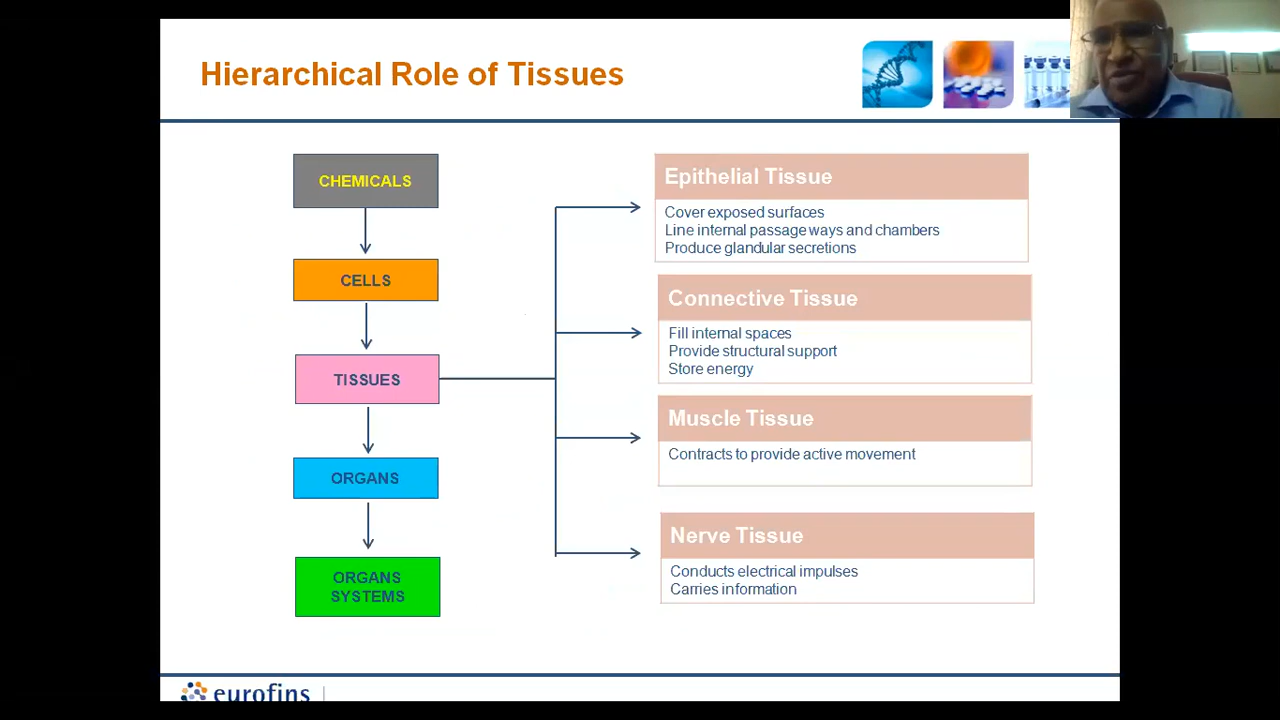 Hierarchical Role of Tissues
CHEMICALS
CELLS
TISSUES
ORGANS
ORGANS
SYSTEMS
Epithelial Tissue
Cover exposed surfaces
Line internal passage ways and chambers
Produce glandular secretions
Connective Tissue
Fill internal spaces
Provide structural support
Store energy
Muscle Tissue
Contracts to provide active movement
Nerve Tissue
Conducts electrical impulses
Carries information
eurofins